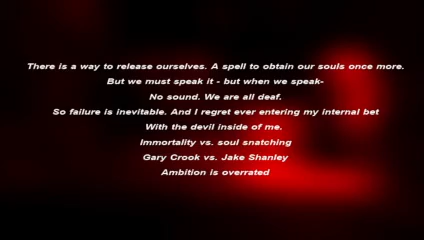 There is a way to release ourselves. A spell to obtain our souls once more.
But we must speak it - but when we speak-
No sound. We are all deaf.
So failure is inevitable. And I regret ever entering my internal bet
With the devil inside of me.
Immortality vs. soul snatching
Gary Crook vs. Jake Shanley
Ambition is overrated